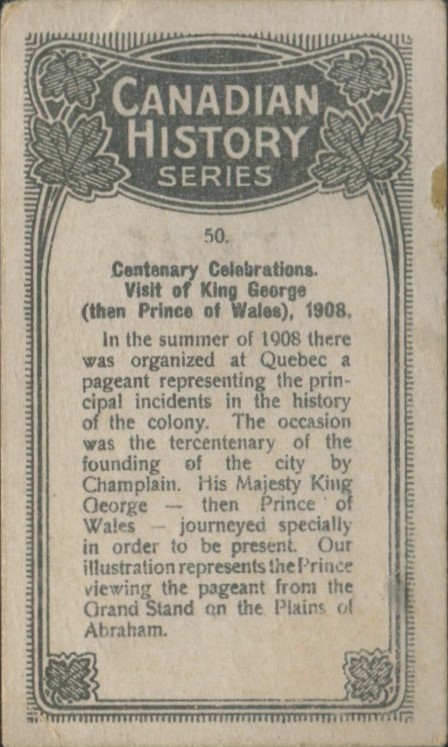 CANADIAN
HISTORY
SERIES
50.
Centenary Celebrations.
Visit of King George
(then Prince of Wales), 1908.
In the summer of 1908 there
was organized at Quebec a
pageant representing the prin-
cipal incidents in the history
of the colony. The occasion
was the tercentenary of the
founding of the city by
Champlain. His Majesty King
George — then Prince of
Wales — journeyed specially
in order to be present. Our
illustration represents the Prince
viewing the pageant from the
Grand Stand on the Plains of
Abraham.